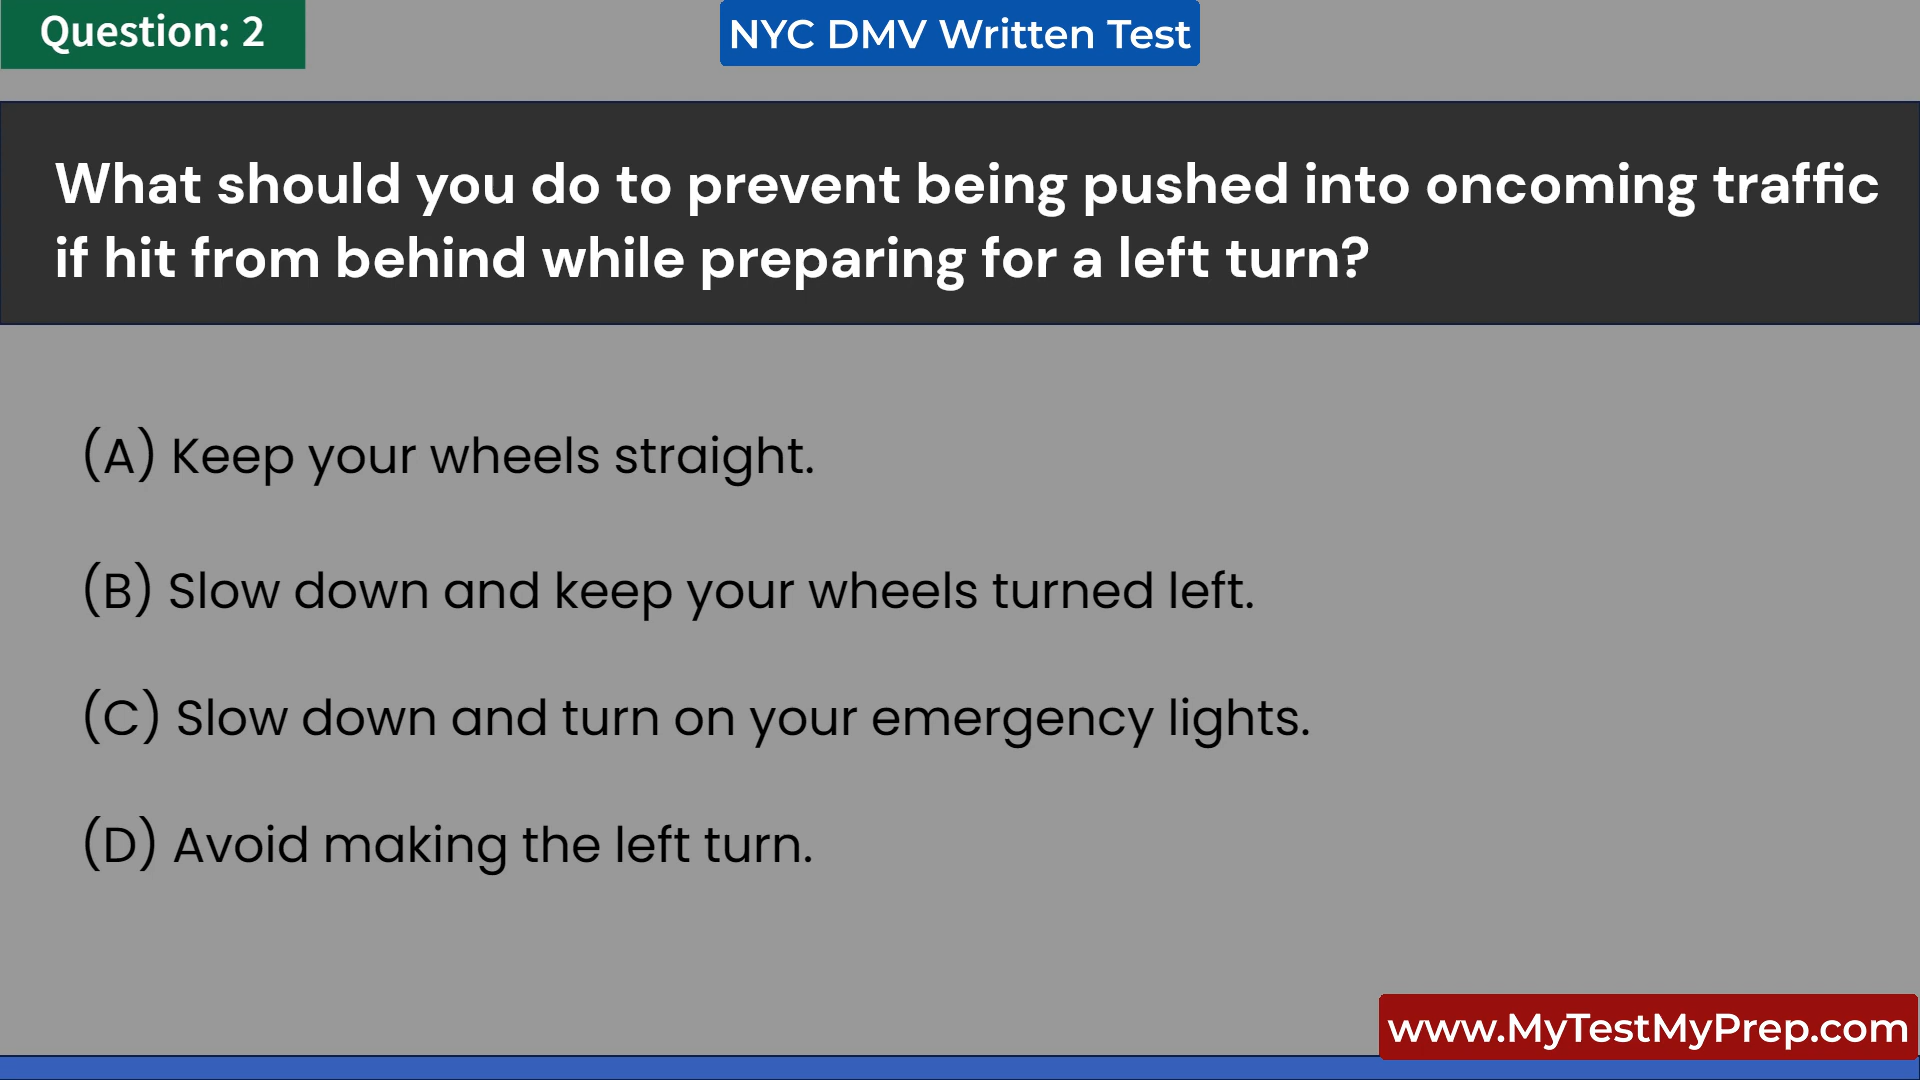 Question: 2
NYC DMV Written Test
What should you do to prevent being pushed into oncoming traffic
if hit from behind while preparing for a left turn?
(A) Keep your wheels straight.
(B) Slow down and keep your wheels turned left.
(C) Slow down and turn on your emergency lights.
(D) Avoid making the left turn.
www.MyTestMyPrep.com